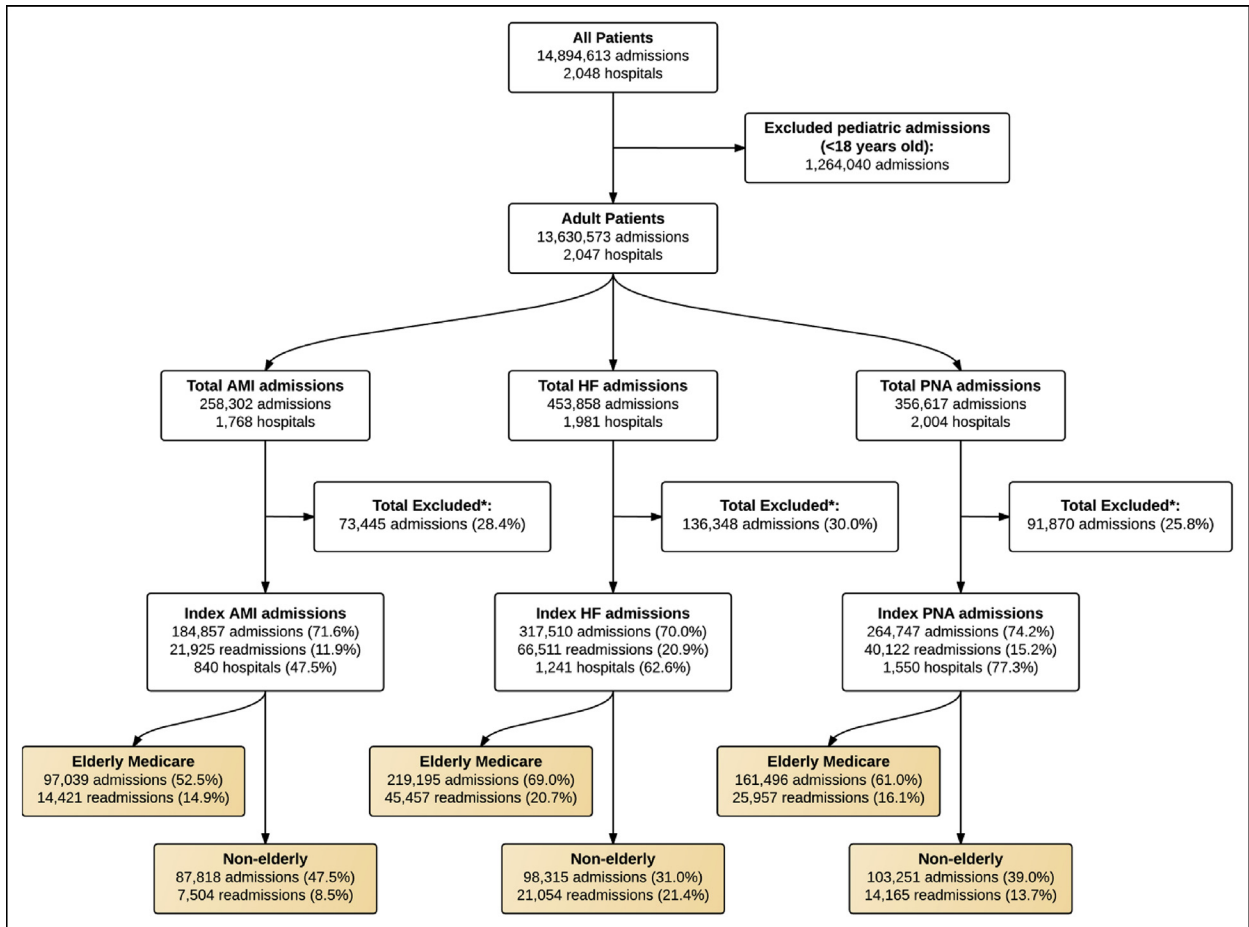 All Patients
14,894,613 admissions
2,048 hospitals
Excluded pediatric admissions
(<18 years old):
1,264,040 admissions
Adult Patients
13,630,573 admissions
2,047 hospitals
Total AMI admissions
258,302 admissions
1,768 hospitals
Total HF admissions
453,858 admissions
1,981 hospitals
Total PNA admissions
356,617 admissions
2,004 hospitals
Total Excluded*:
73,445 admissions (28.4%)
Total Excluded*:
136,348 admissions (30.0%)
Total Excluded*:
91,870 admissions (25.8%)
Index AMI admissions
184,857 admissions (71.6%)
21,925 readmissions (11.9%)
840 hospitals (47.5%)
Index HF admissions
317,510 admissions (70.0%)
66,511 readmissions (20.9%)
1,241 hospitals (62.6%)
Index PNA admissions
264,747 admissions (74.2%)
40,122 readmissions (15.2%)
1,550 hospitals (77.3%)
Elderly Medicare
97,039 admissions (52.5%)
14,421 readmissions (14.9%)
Elderly Medicare
219,195 admissions (69.0%)
45,457 readmissions (20.7%)
Elderly Medicare
161,496 admissions (61.0%)
25,957 readmissions (16.1%)
Non-elderly
87,818 admissions (47.5%)
7,504 readmissions (8.5%)
Non-elderly
98,315 admissions (31.0%)
21,054 readmissions (21.4%)
Non-elderly
103,251 admissions (39.0%)
14,165 readmissions (13.7%)